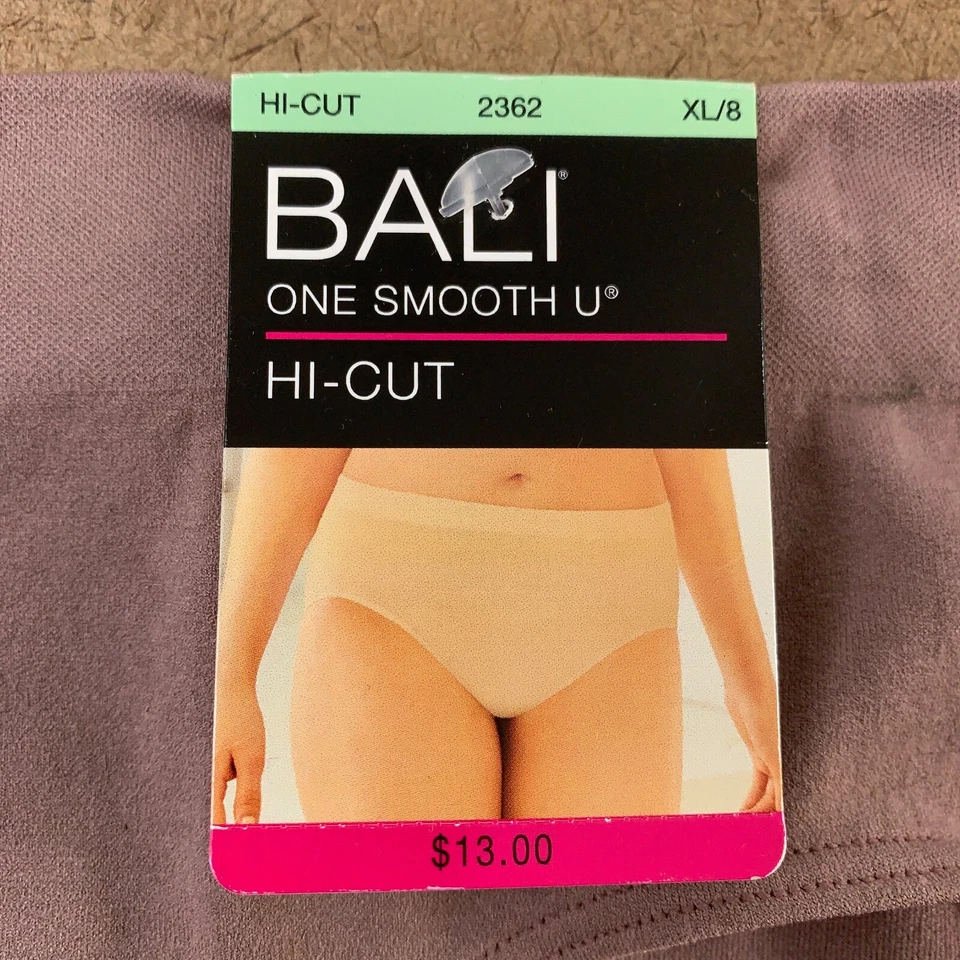 HI-CUT 2362 XL/8
BALI®
ONE SMOOTH U®
HI-CUT
$13.00